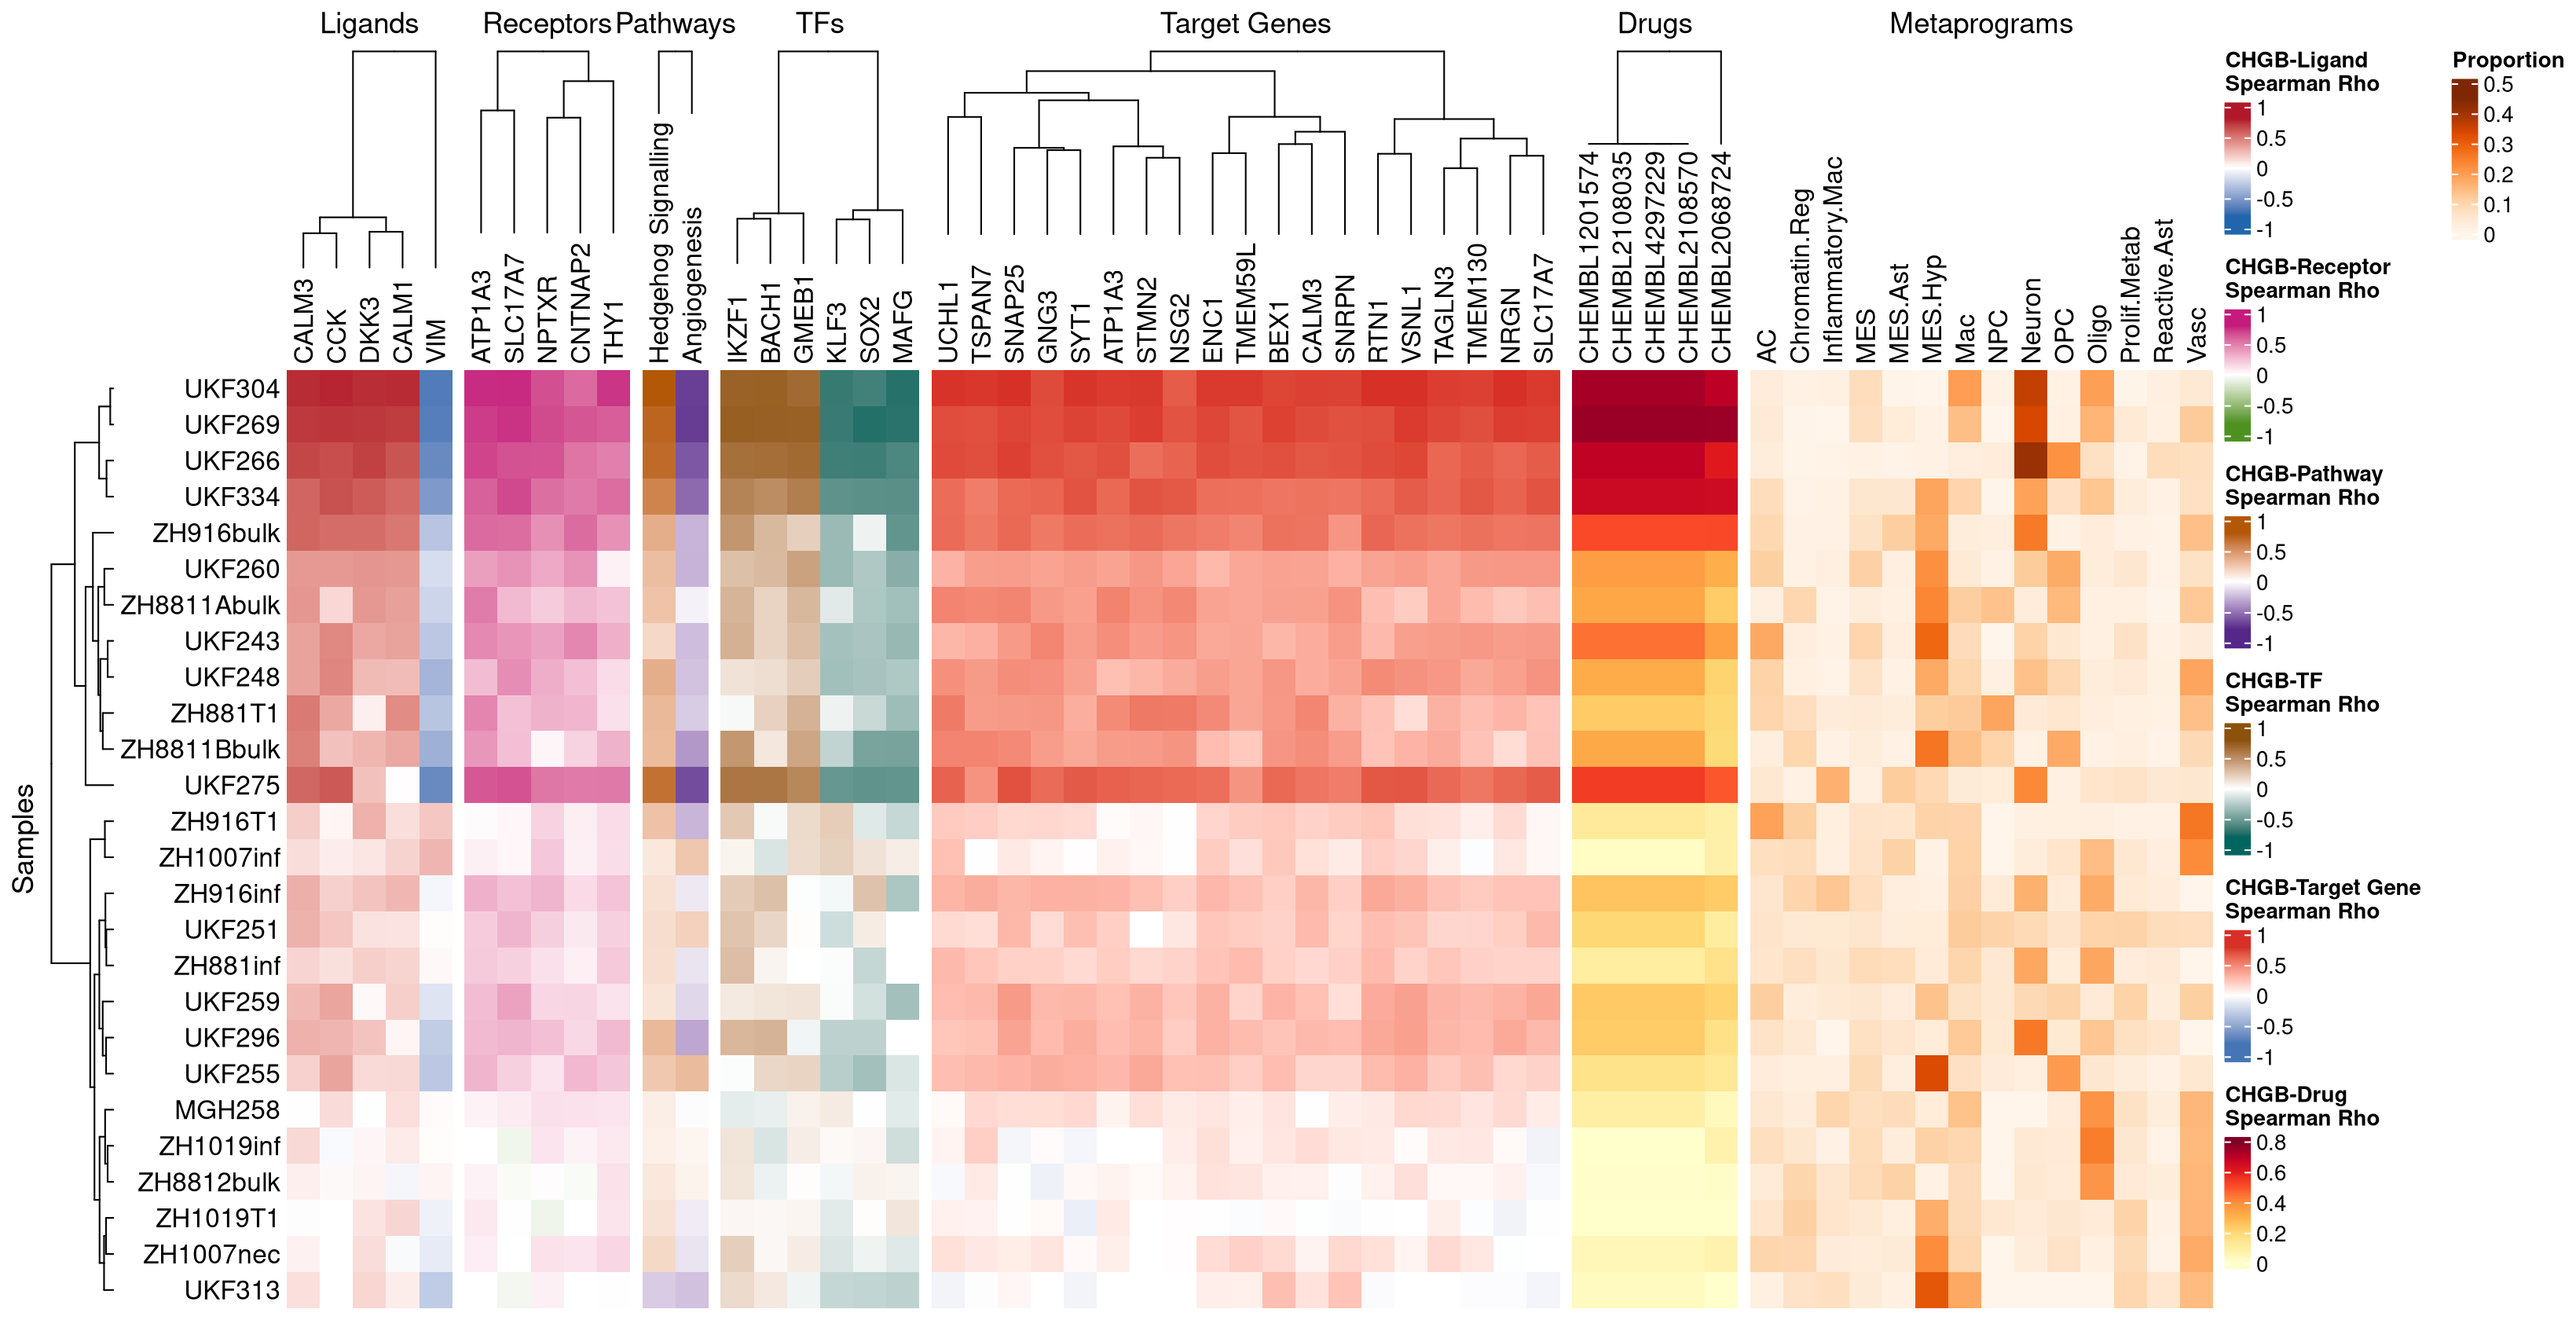 Ligands Receptors Pathways TFs Target Genes Drugs Metaprograms
CALM3 CCK DKK3 CALM1 VIM
ATP1A3 SLC17A7 NPTXR CNTNAP2 THY1
Hedgehog Signalling Angiogenesis
IKZF1 BACH1 GMEB1 KLF3 SOX2 MAFG
UCHL1 TSPAN7 SNAP25 GNG3 SYT1 ATP1A3 STMN2 NSG2 ENC1 TMEM59L BEX1 CALM3 SNRPN RTN1 VSNL1 TAGLN3 TMEM130 NRGN SLC17A7
CHEMBL1201574 CHEMBL2108035 CHEMBL4297229 CHEMBL2108570 CHEMBL2068724
AC Chromatin.Reg Inflammatory.Mac MES MES.Ast MES.Hyp Mac NPC Neuron OPC Oligo Prolif.Metab Reactive.Ast Vasc
Samples
UKF304
UKF269
UKF266
UKF334
ZH916bulk
UKF260
ZH8811Abulk
UKF243
UKF248
ZH881T1
ZH8811Bbulk
UKF275
ZH916T1
ZH1007inf
ZH916inf
UKF251
ZH881inf
UKF259
UKF296
UKF255
MGH258
ZH1019inf
ZH8812bulk
ZH1019T1
ZH1007nec
UKF313
CHGB-Ligand
Spearman Rho
1
0.5
0
-0.5
-1
CHGB-Receptor
Spearman Rho
1
0.5
0
-0.5
-1
CHGB-Pathway
Spearman Rho
1
0.5
0
-0.5
-1
CHGB-TF
Spearman Rho
1
0.5
0
-0.5
-1
CHGB-Target Gene
Spearman Rho
1
0.5
0
-0.5
-1
CHGB-Drug
Spearman Rho
0.8
0.6
0.4
0.2
0
Proportion
0.5
0.4
0.3
0.2
0.1
0